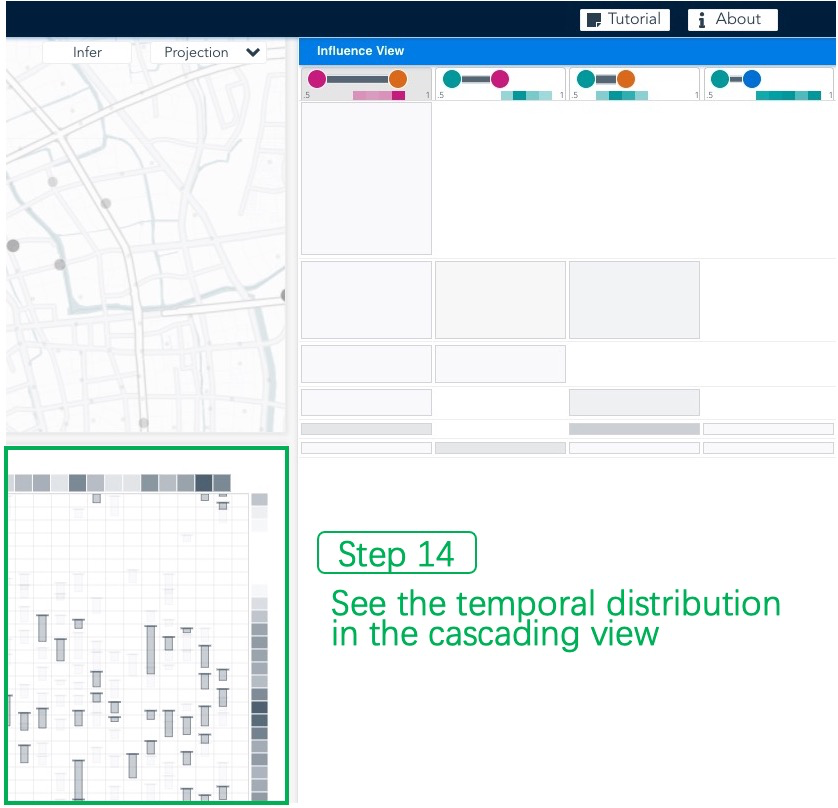 Tutorial
About
Infer
Projection
Influence View
.5 1
.5 1
.5 1
.5 1
Step 14
See the temporal distribution
in the cascading view